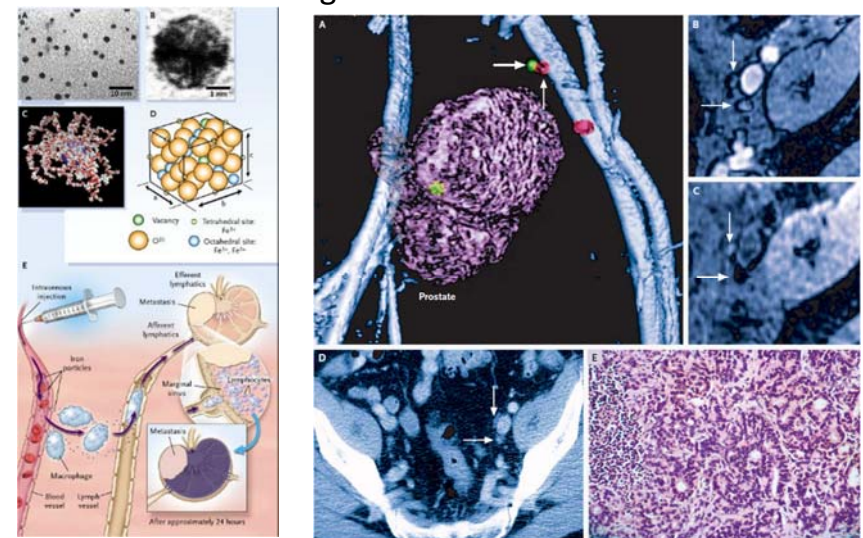 A
B
10 nm
3 nm
C
D
c
a
b
Vacancy
Tetrahedral site:
Fe³⁺
O²⁻
Octahedral site:
Fe³⁺, Fe²⁺
E
Intravenous
injection
Efferent
lymphatics
Metastasis
Afferent
lymphatics
Iron
particles
Marginal
sinus
Lymphocytes
Metastasis
Macrophage
Blood
vessel
Lymph
vessel
After approximately 24 hours
A
Prostate
B
C
D
E